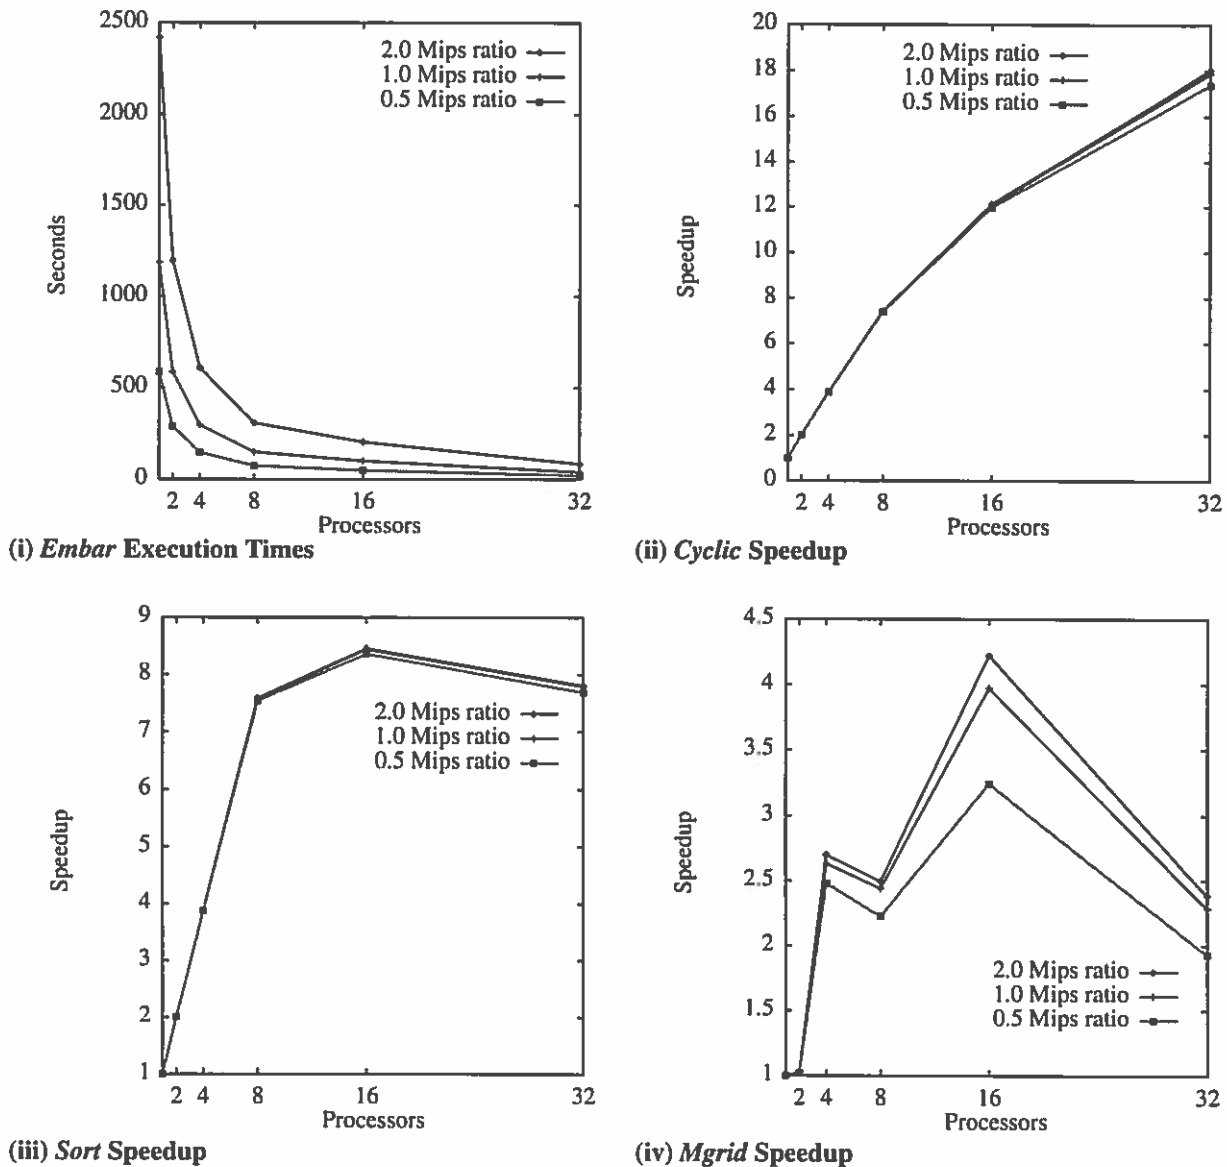 2500
2000
1500
1000
500
0
Seconds
2.0 Mips ratio
1.0 Mips ratio
0.5 Mips ratio
2 4 8 16 32
Processors
(i) Embar Execution Times
20
18
16
14
12
10
8
6
4
2
0
Speedup
2.0 Mips ratio
1.0 Mips ratio
0.5 Mips ratio
2 4 8 16 32
Processors
(ii) Cyclic Speedup
9
8
7
6
5
4
3
2
1
Speedup
2.0 Mips ratio
1.0 Mips ratio
0.5 Mips ratio
2 4 8 16 32
Processors
(iii) Sort Speedup
4.5
4
3.5
3
2.5
2
1.5
1
Speedup
2.0 Mips ratio
1.0 Mips ratio
0.5 Mips ratio
2 4 8 16 32
Processors
(iv) Mgrid Speedup